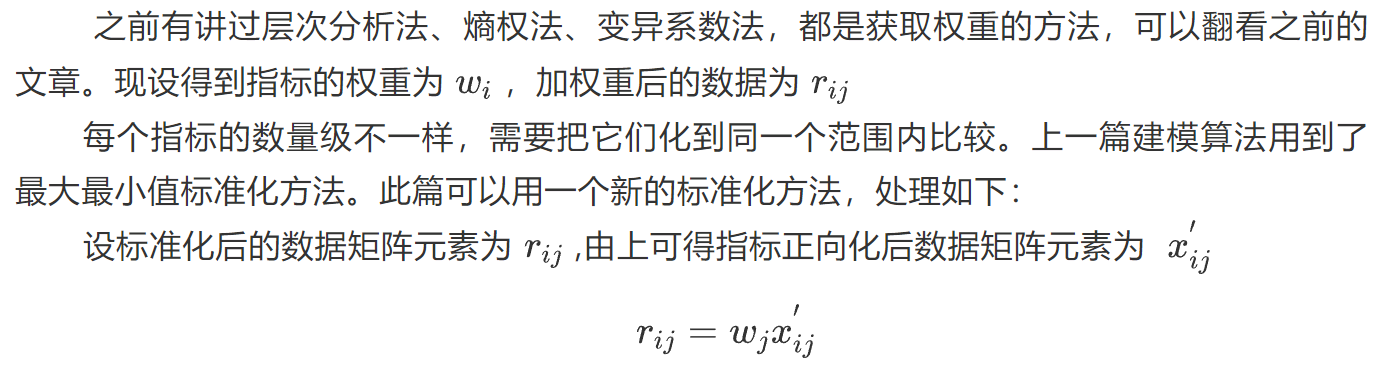 之前有讲过层次分析法、熵权法、变异系数法，都是获取权重的方法，可以翻看之前的
文章。现设得到指标的权重为 $w_i$ ，加权重后的数据为 $r_{ij}$
每个指标的数量级不一样，需要把它们化到同一个范围内比较。上一篇建模算法用到了
最大最小值标准化方法。此篇可以用一个新的标准化方法，处理如下：
设标准化后的数据矩阵元素为 $r_{ij}$ ,由上可得指标正向化后数据矩阵元素为 $x_{ij}^{'}$
$r_{ij} = w_j x_{ij}^{'}$